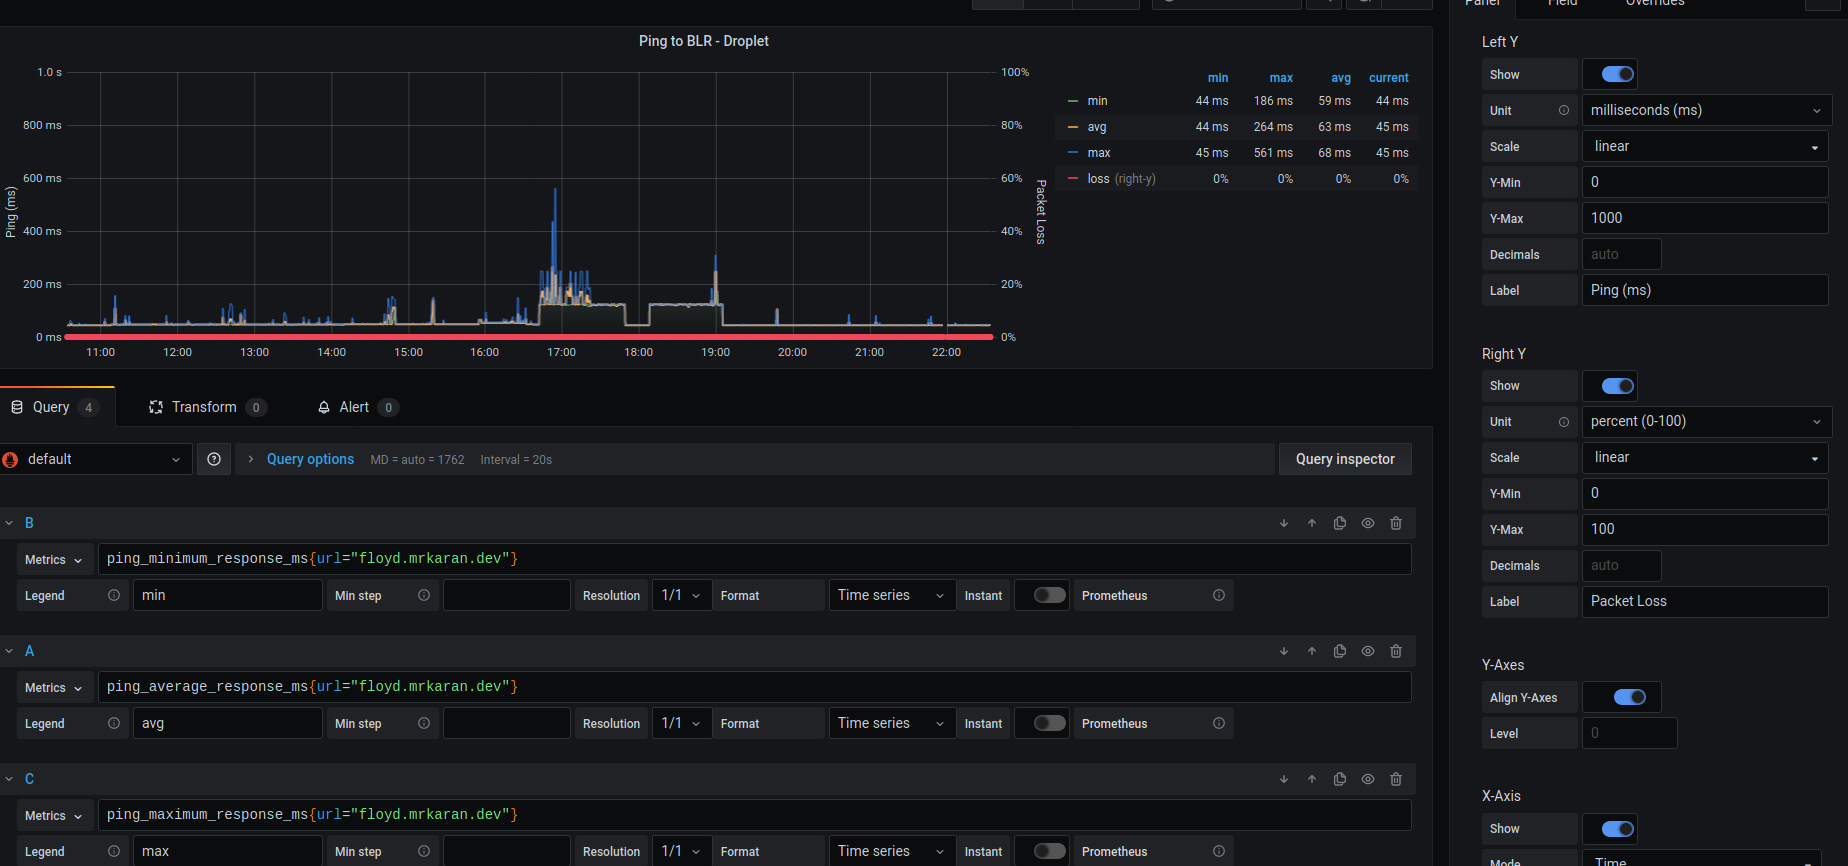 Panel
Field
Overrides
Ping to BLR - Droplet
1.0 s
800 ms
600 ms
400 ms
200 ms
0 ms
Ping (ms)
100%
80%
60%
40%
20%
0%
Packet Loss
11:00 12:00 13:00 14:00 15:00 16:00 17:00 18:00 19:00 20:00 21:00 22:00
min max avg current
min 44 ms 186 ms 59 ms 44 ms
avg 44 ms 264 ms 63 ms 45 ms
max 45 ms 561 ms 68 ms 45 ms
loss (right-y) 0% 0% 0% 0%
Query 4 Transform 0 Alert 0
default
Query options MD = auto = 1762 Interval = 20s
Query inspector
B
Metrics ping_minimum_response_ms{url="floyd.mrkaran.dev"}
Legend min Min step Resolution 1/1 Format Time series Instant Prometheus
A
Metrics ping_average_response_ms{url="floyd.mrkaran.dev"}
Legend avg Min step Resolution 1/1 Format Time series Instant Prometheus
C
Metrics ping_maximum_response_ms{url="floyd.mrkaran.dev"}
Legend max Min step Resolution 1/1 Format Time series Instant Prometheus
Left Y
Show
Unit milliseconds (ms)
Scale linear
Y-Min 0
Y-Max 1000
Decimals auto
Label Ping (ms)
Right Y
Show
Unit percent (0-100)
Scale linear
Y-Min 0
Y-Max 100
Decimals auto
Label Packet Loss
Y-Axes
Align Y-Axes
Level 0
X-Axis
Show
Mode Time